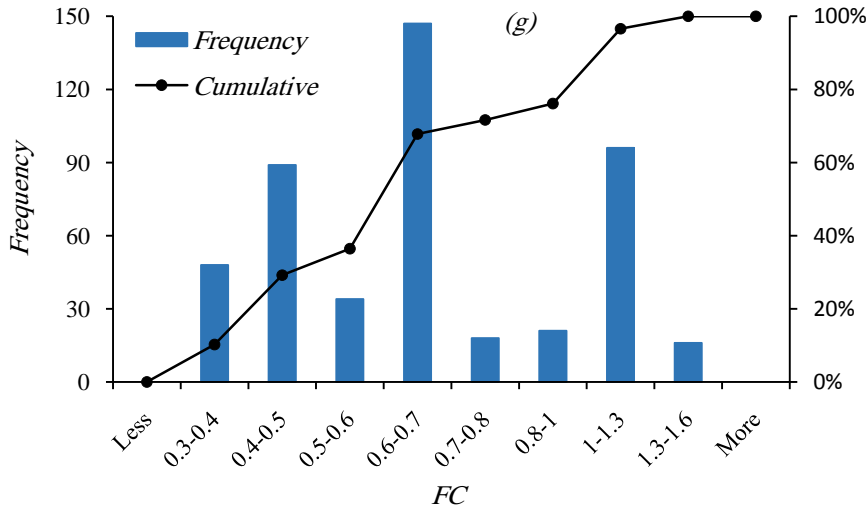 (g)
Frequency
Cumulative
150
120
90
60
30
0
Frequency
100%
80%
60%
40%
20%
0%
Less
0.3-0.4
0.4-0.5
0.5-0.6
0.6-0.7
0.7-0.8
0.8-1
1-1.3
1.3-1.6
More
FC